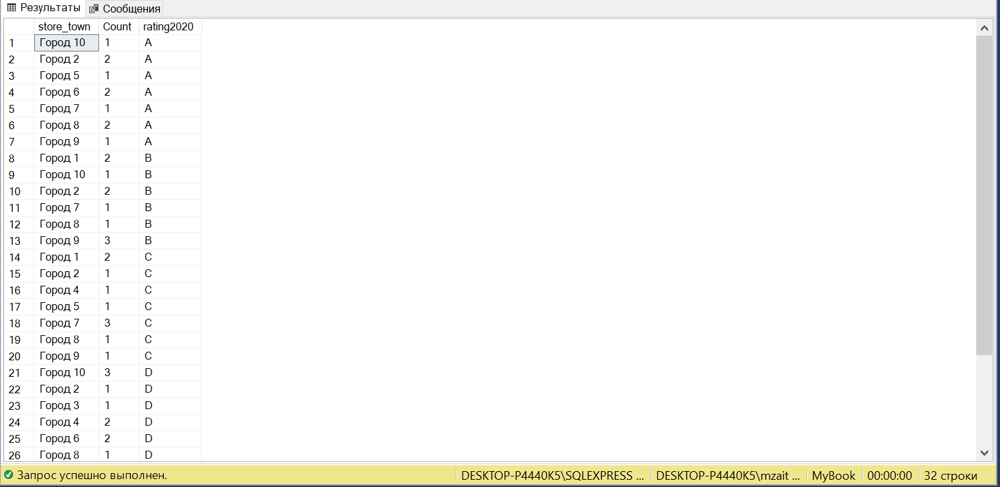 Результаты Сообщения
store_town Count rating2020
1 Город 10 1 A
2 Город 2 2 A
3 Город 5 1 A
4 Город 6 2 A
5 Город 7 1 A
6 Город 8 2 A
7 Город 9 1 A
8 Город 1 2 B
9 Город 10 1 B
10 Город 2 2 B
11 Город 7 1 B
12 Город 8 1 B
13 Город 9 3 B
14 Город 1 2 C
15 Город 2 1 C
16 Город 4 1 C
17 Город 5 1 C
18 Город 7 3 C
19 Город 8 1 C
20 Город 9 1 C
21 Город 10 3 D
22 Город 2 1 D
23 Город 3 1 D
24 Город 4 2 D
25 Город 6 2 D
26 Город 8 1 D
Запрос успешно выполнен. DESKTOP-P4440K5\SQLEXPRESS ... DESKTOP-P4440K5\mzait ... MyBook 00:00:00 32 строки